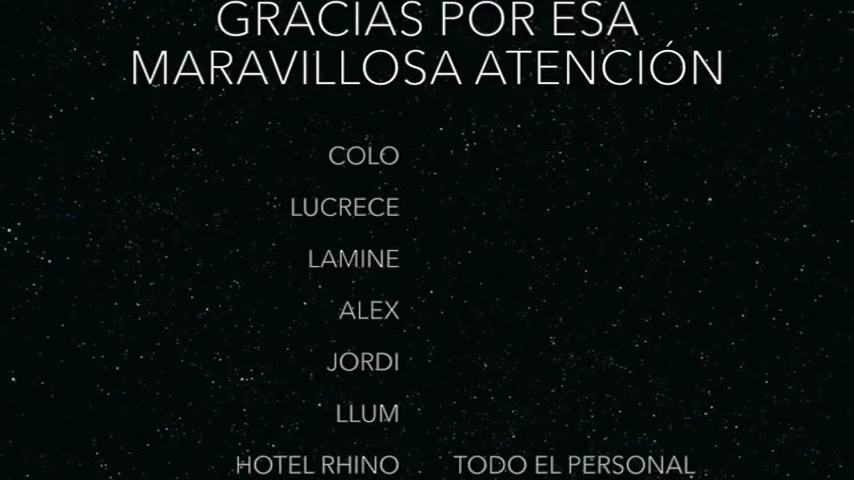 GRACIAS POR ESA
MARAVILLOSA ATENCIÓN
COLO
LUCRECE
LAMINE
ALEX
JORDI
LLUM
HOTEL RHINO TODO EL PERSONAL